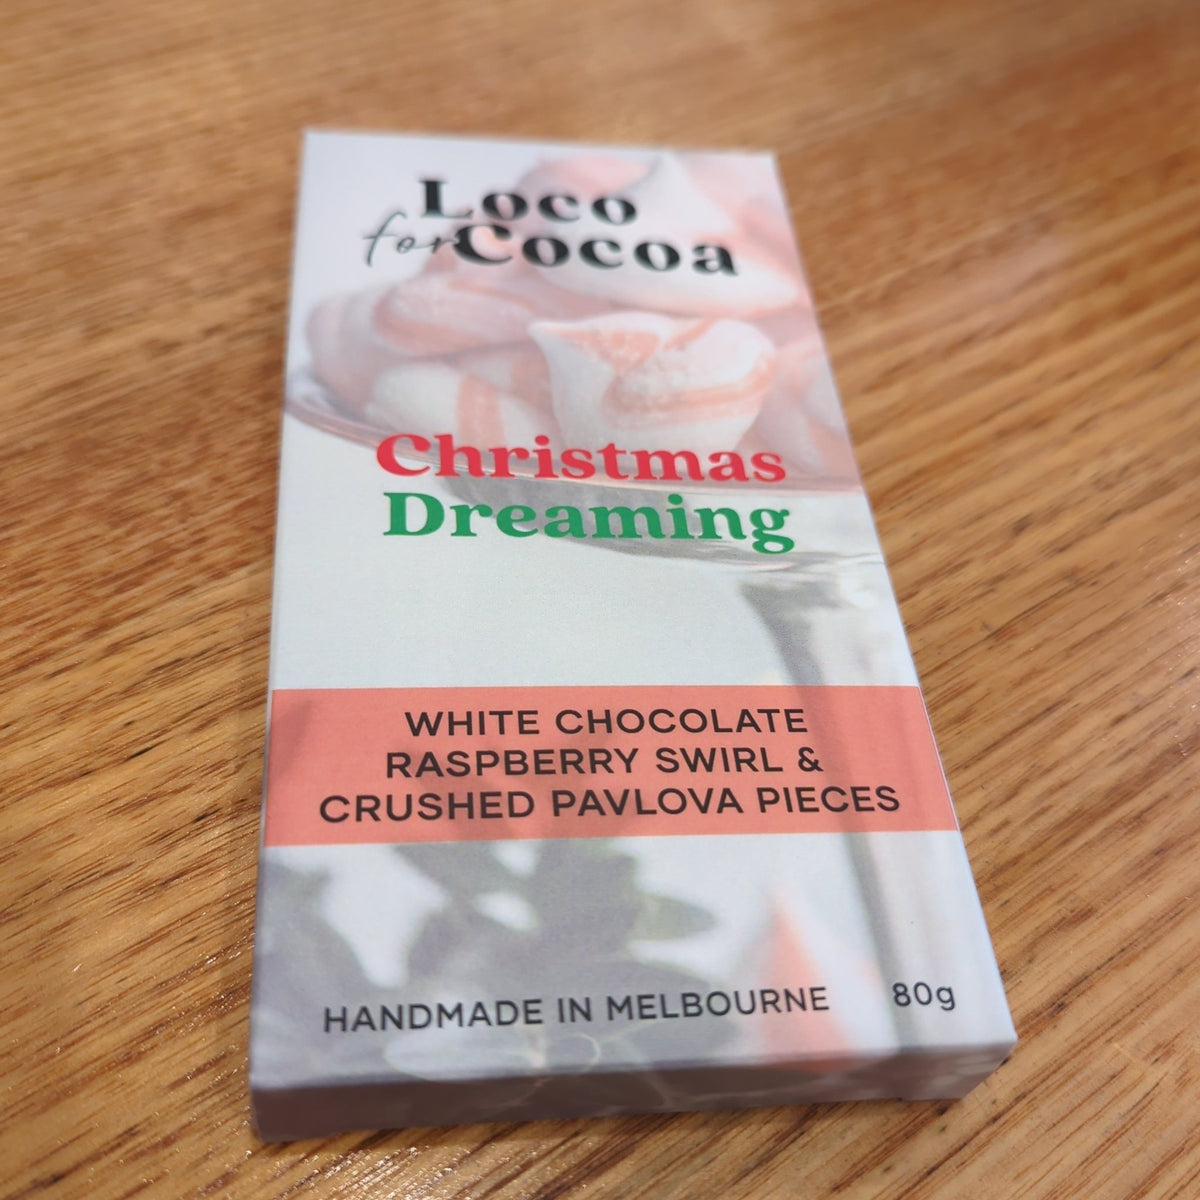 Loco
for Cocoa
Christmas
Dreaming
WHITE CHOCOLATE
RASPBERRY SWIRL &
CRUSHED PAVLOVA PIECES
HANDMADE IN MELBOURNE 80g